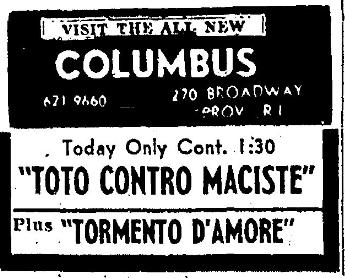 VISIT THE ALL NEW
COLUMBUS
621 9660 270 BROADWAY
PROV. R I
Today Only Cont. 1:30
"TOTO CONTRO MACISTE"
Plus "TORMENTO D'AMORE"